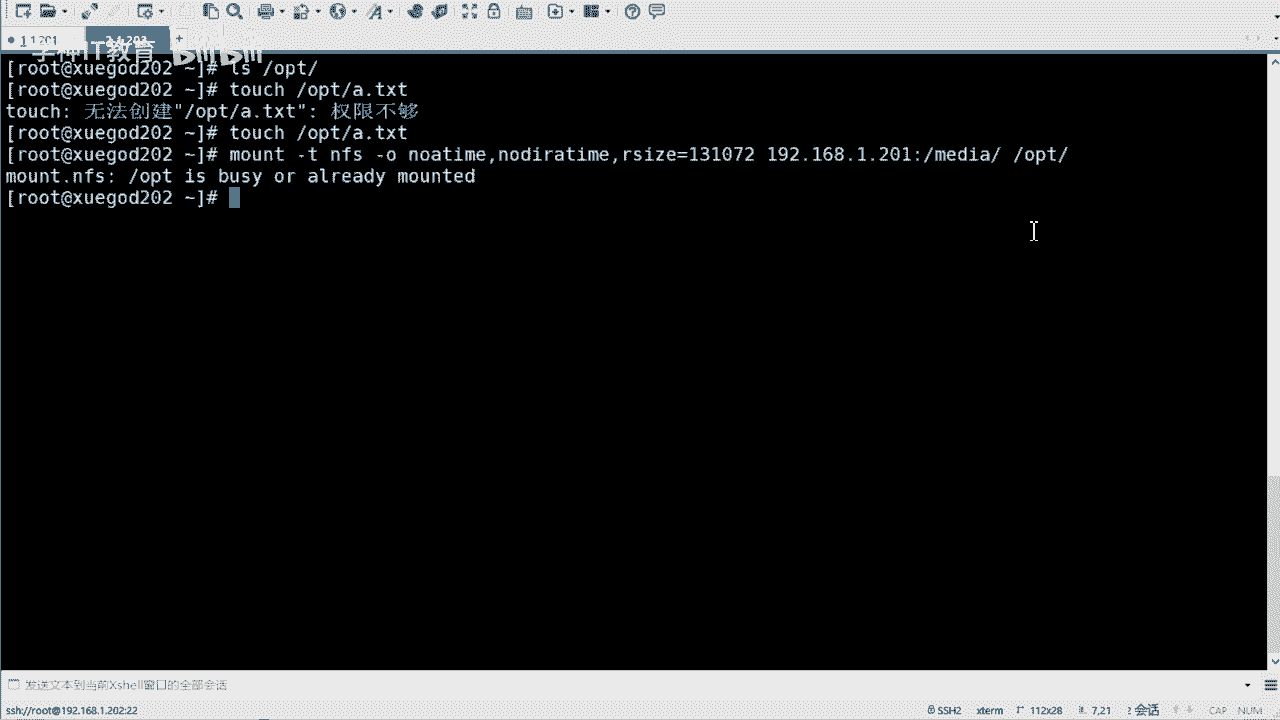 1 1.201
2 1.202
学神IT教育 bilibili
[root@xuegod202 ~]# ls /opt/
[root@xuegod202 ~]# touch /opt/a.txt
touch: 无法创建"/opt/a.txt": 权限不够
[root@xuegod202 ~]# touch /opt/a.txt
[root@xuegod202 ~]# mount -t nfs -o noatime,nodiratime,rsize=131072 192.168.1.201:/media/ /opt/
mount.nfs: /opt is busy or already mounted
[root@xuegod202 ~]#
发送文本到当前Xshell窗口的全部会话
ssh://root@192.168.1.202:22 SSH2 xterm 112x28 7,21 2 会话 CAP NUM